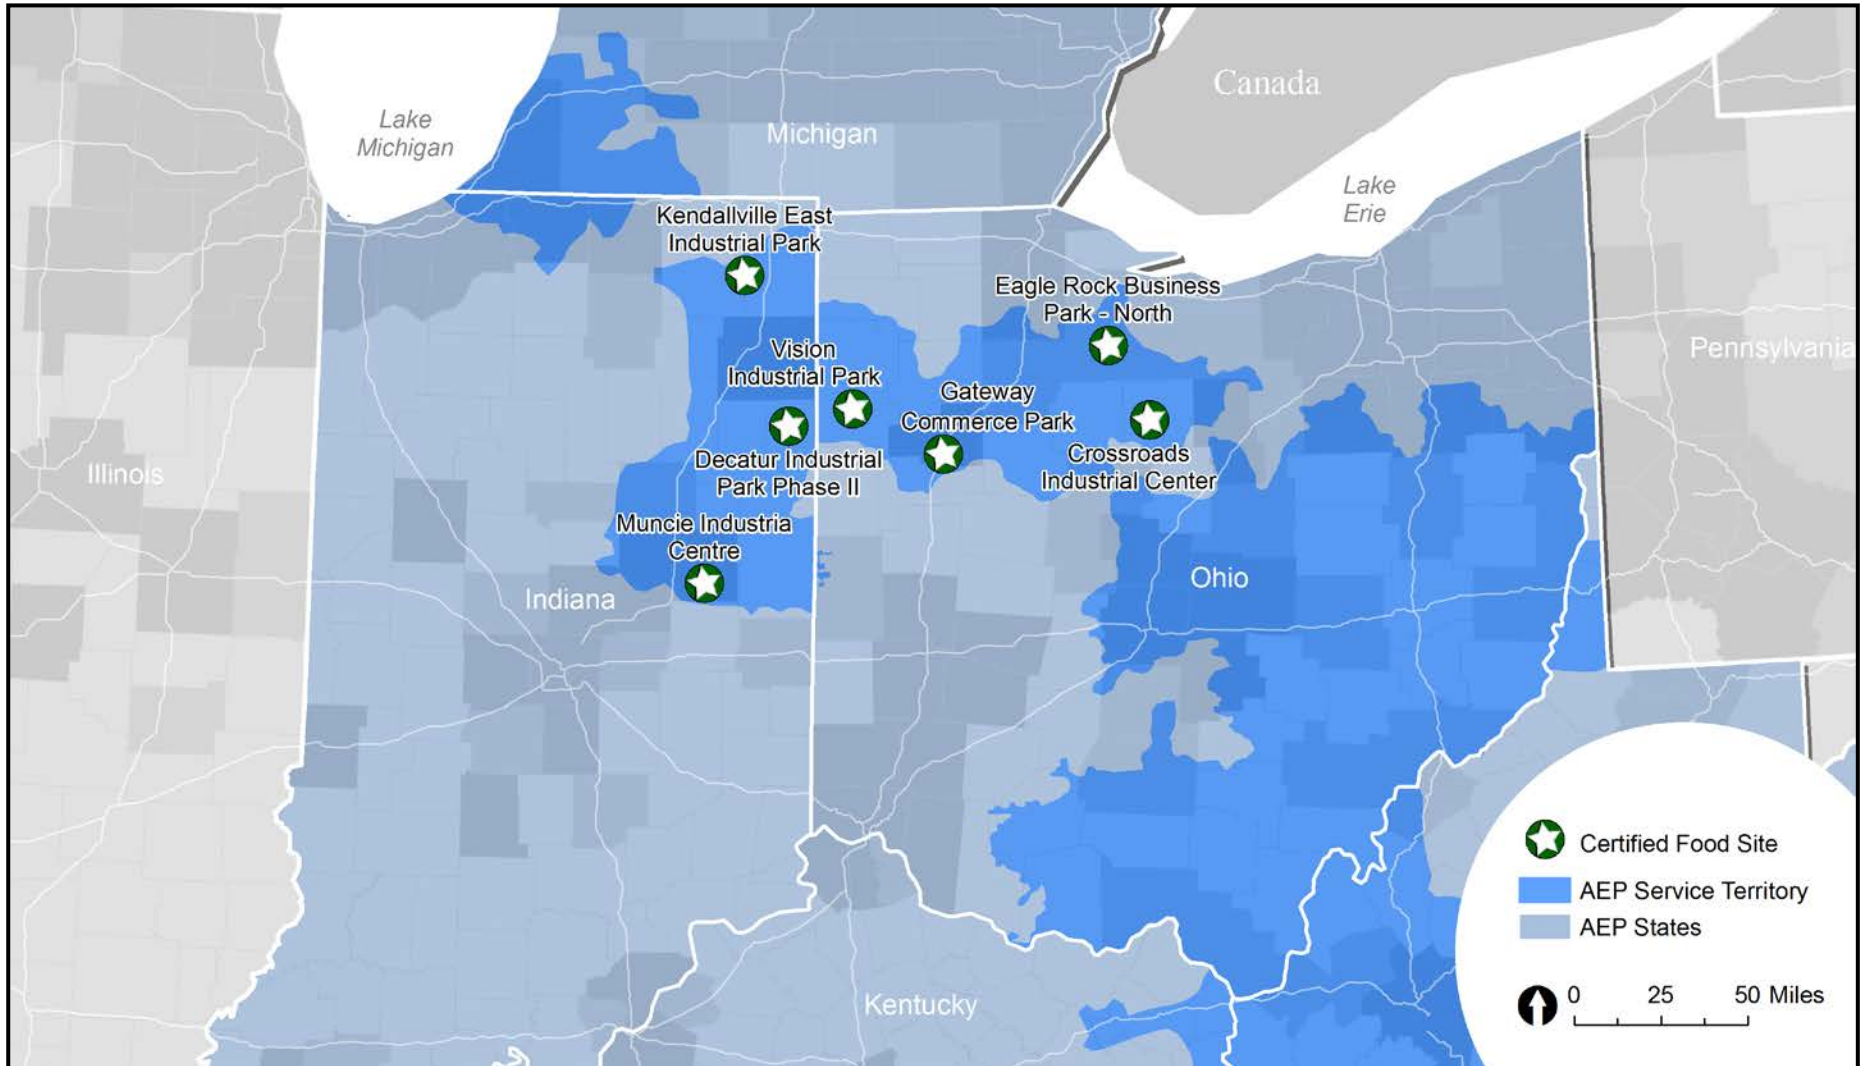 Canada
Lake
Michigan
Michigan
Lake
Erie
Kendallville East
Industrial Park
Eagle Rock Business
Park - North
Vision
Industrial Park
Pennsylvania
Gateway
Commerce Park
Illinois
Decatur Industrial
Park Phase II
Crossroads
Industrial Center
Muncie Industria
Centre
Ohio
Indiana
Kentucky
Certified Food Site
AEP Service Territory
AEP States
0 25 50 Miles